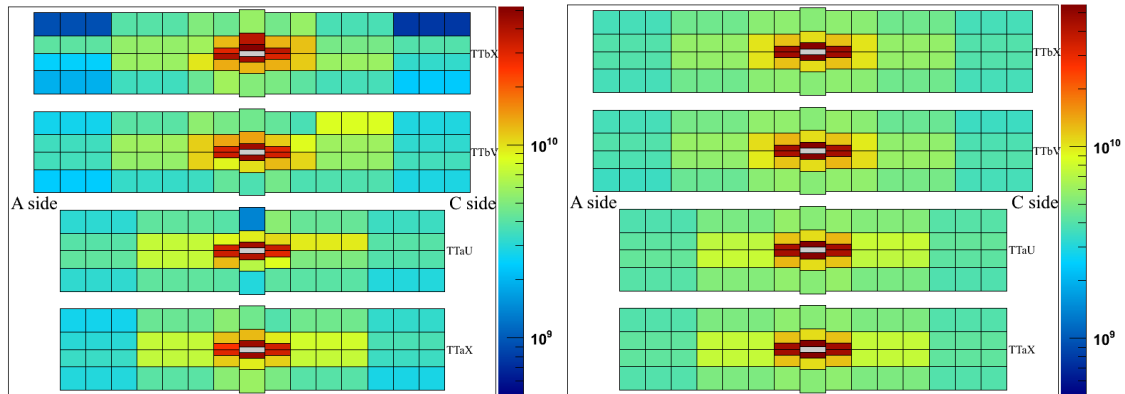 TTbX
10^10
TTbV
A side
C side
TTaU
10^9
TTaX
TTbX
10^10
TTbV
A side
C side
TTaU
10^9
TTaX